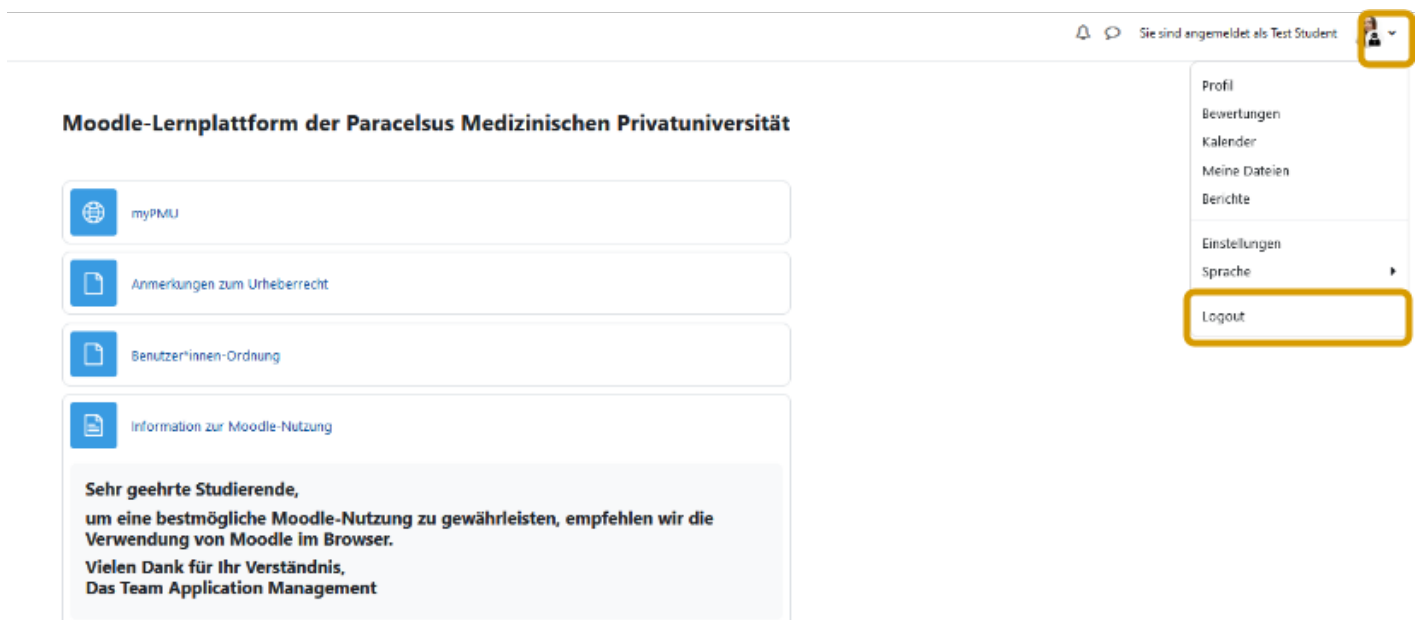 Sie sind angemeldet als Test Student
Profil
Bewertungen
Kalender
Meine Dateien
Berichte
Einstellungen
Sprache
Logout
Moodle-Lernplattform der Paracelsus Medizinischen Privatuniversität
myPMU
Anmerkungen zum Urheberrecht
Benutzer*innen-Ordnung
Information zur Moodle-Nutzung
Sehr geehrte Studierende,
um eine bestmögliche Moodle-Nutzung zu gewährleisten, empfehlen wir die
Verwendung von Moodle im Browser.
Vielen Dank für Ihr Verständnis,
Das Team Application Management